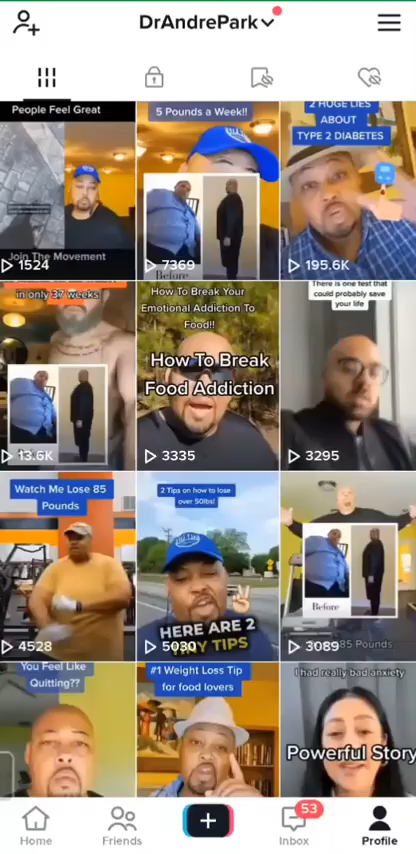 DrAndrePark
People Feel Great
Join The Movement
1524
5 Pounds a Week!!
Before
7369
2 HUGE LIES
ABOUT
TYPE 2 DIABETES
195.6K
in only 37 weeks
13.6K
How To Break Your
Emotional Addiction To
Food!!
How To Break
Food Addiction
3335
There is one test that
could probably save
your life
3295
Watch Me Lose 85
Pounds
4528
2 Tips on how to lose
over 50lbs!
HERE ARE 2
TINY TIPS
5030
Before
85 Pounds
3089
You Feel Like
Quitting??
#1 Weight Loss Tip
for food lovers
I had really bad anxiety
Powerful Story
Home
Friends
53
Inbox
Profile